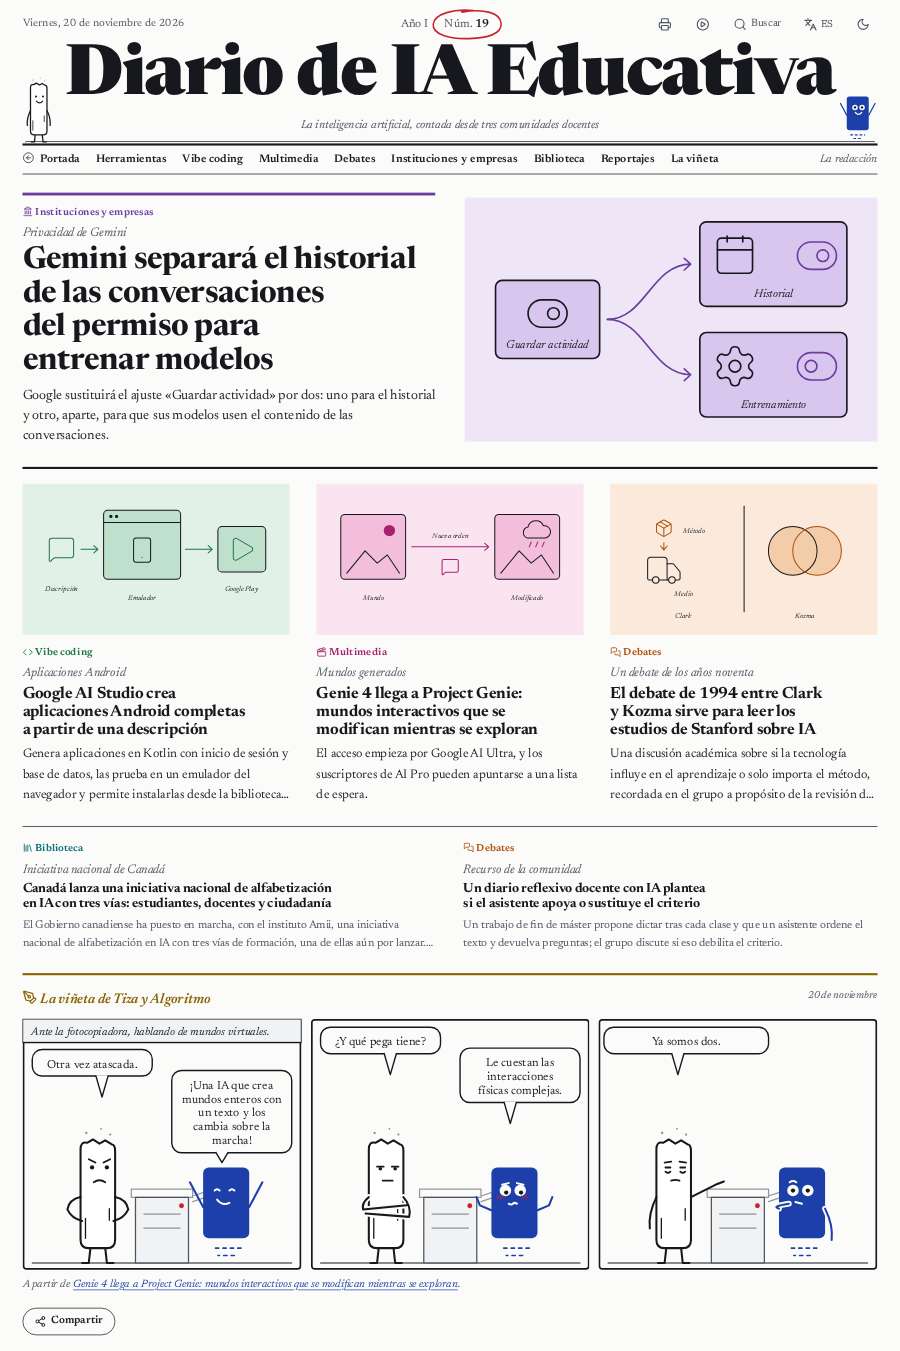 Viernes, 20 de noviembre de 2026
Año I
Núm. 19
Buscar
ES
Diario de IA Educativa
La inteligencia artificial, contada desde tres comunidades docentes
Portada Herramientas Vibe coding Multimedia Debates Instituciones y empresas Biblioteca Reportajes La viñeta
La redacción
Instituciones y empresas
Privacidad de Gemini
Gemini separará el historial
de las conversaciones
del permiso para
entrenar modelos
Google sustituirá el ajuste «Guardar actividad» por dos: uno para el historial
y otro, aparte, para que sus modelos usen el contenido de las
conversaciones.
Guardar actividad
Historial
Entrenamiento
Descripción
Emulador
Google Play
Vibe coding
Aplicaciones Android
Google AI Studio crea
aplicaciones Android completas
a partir de una descripción
Genera aplicaciones en Kotlin con inicio de sesión y
base de datos, las prueba en un emulador del
navegador y permite instalarlas desde la biblioteca...
Mundo
Nueva orden
Modificado
Multimedia
Mundos generados
Genie 4 llega a Project Genie:
mundos interactivos que se
modifican mientras se exploran
El acceso empieza por Google AI Ultra, y los
suscriptores de AI Pro pueden apuntarse a una lista
de espera.
Método
Medio
Clark
Kozma
Debates
Un debate de los años noventa
El debate de 1994 entre Clark
y Kozma sirve para leer los
estudios de Stanford sobre IA
Una discusión académica sobre si la tecnología
influye en el aprendizaje o solo importa el método,
recordada en el grupo a propósito de la revisión d...
Biblioteca
Iniciativa nacional de Canadá
Canadá lanza una iniciativa nacional de alfabetización
en IA con tres vías: estudiantes, docentes y ciudadanía
El Gobierno canadiense ha puesto en marcha, con el instituto Amii, una iniciativa
nacional de alfabetización en IA con tres vías de formación, una de ellas aún por lanzar....
Debates
Recurso de la comunidad
Un diario reflexivo docente con IA plantea
si el asistente apoya o sustituye el criterio
Un trabajo de fin de máster propone dictar tras cada clase y que un asistente ordene el
texto y devuelva preguntas; el grupo discute si eso debilita el criterio.
La viñeta de Tiza y Algoritmo
20 de noviembre
Ante la fotocopiadora, hablando de mundos virtuales.
Otra vez atascada.
¡Una IA que crea
mundos enteros con
un texto y los
cambia sobre la
marcha!
¿Y qué pega tiene?
Le cuestan las
interacciones
físicas complejas.
Ya somos dos.
A partir de Genie 4 llega a Project Genie: mundos interactivos que se modifican mientras se exploran.
Compartir